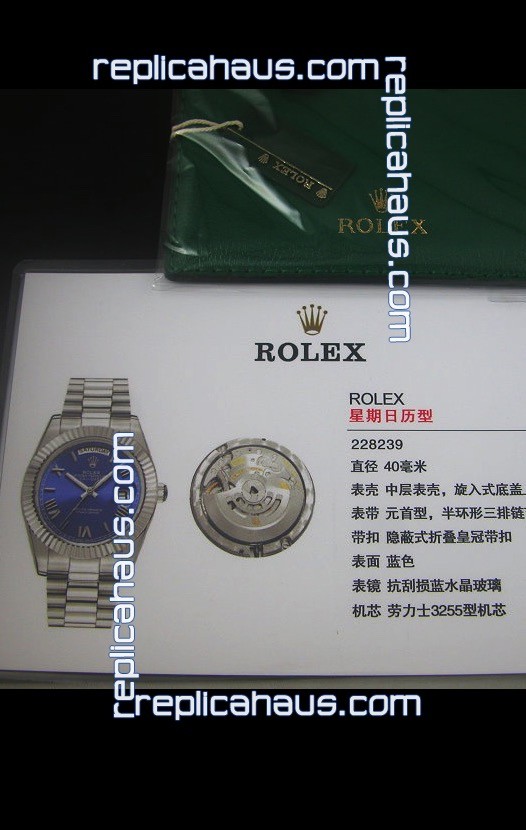 replicahaus.com
replicahaus.com
ROLEX
ROLEX
ROLEX
ROLEX
星期日历型
228239
直径 40毫米
表壳 中层表壳，旋入式底盖
表带 元首型，半环形三排链
带扣 隐蔽式折叠皇冠带扣
表面 蓝色
表镜 抗刮损蓝水晶玻璃
机芯 劳力士3255型机芯
ROLEX
replicahaus.com
replicahaus.com